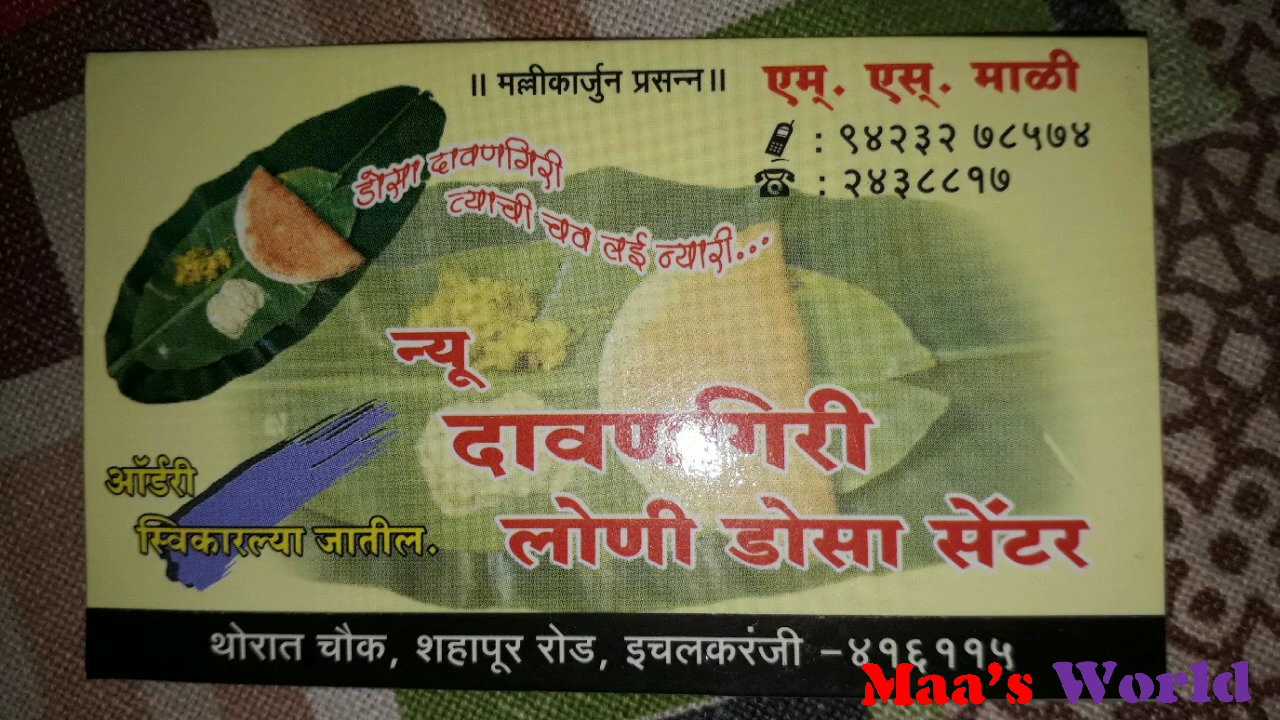 ॥ मल्लीकार्जुन प्रसन्न॥
एम्. एस्. माळी
: ९४२३२ ७८५७४
: २४३८८१७
डोसा दावणगिरी
त्याची चव लई न्यारी...
न्यू
दावणगिरी
लोणी डोसा सेंटर
ऑर्डरी
स्विकारल्या जातील.
थोरात चौक, शहापूर रोड, इचलकरंजी -४१६११५
Maa's World